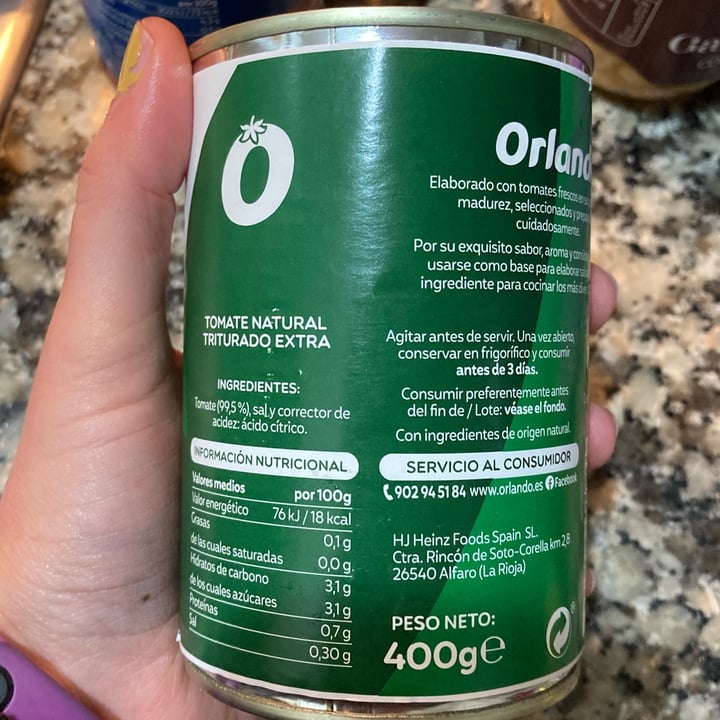 O
TOMATE NATURAL
TRITURADO EXTRA
INGREDIENTES:
Tomate (99,5 %), sal y corrector de
acidez: ácido cítrico.
INFORMACIÓN NUTRICIONAL
Valores medios por 100g
Valor energético 76 kJ / 18 kcal
Grasas 0,1 g
de las cuales saturadas 0,0 g
Hidratos de carbono 3,1 g
de los cuales azúcares 3,1 g
Proteínas 0,7 g
Sal 0,30 g
Orland
Elaborado con tomates frescos en
madurez, seleccionados y
cuidadosamente.
Por su exquisito sabor, aroma y
usarse como base para elaborar
ingrediente para cocinar los más
Agitar antes de servir. Una vez abierto,
conservar en frigorífico y consumir
antes de 3 días.
Consumir preferentemente antes
del fin de / Lote: véase el fondo.
Con ingredientes de origen natural.
SERVICIO AL CONSUMIDOR
902 94 51 84 www.orlando.es Facebook
HJ Heinz Foods Spain SL.
Ctra. Rincón de Soto-Corella km 2,8
26540 Alfaro (La Rioja)
PESO NETO:
400g e